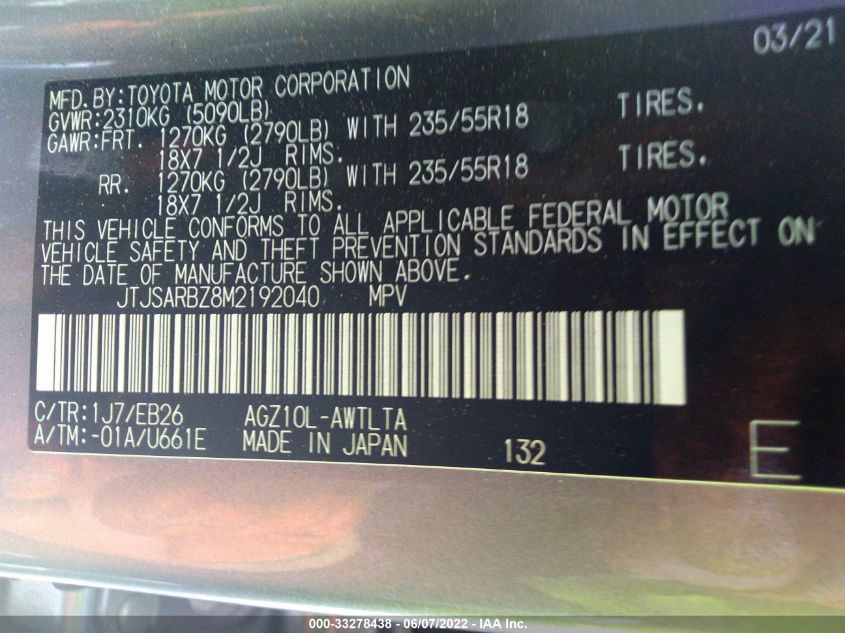 03/21
MFD.BY:TOYOTA MOTOR CORPORATION
GVWR:2310KG (5090LB)
GAWR:FRT. 1270KG (2790LB) WITH 235/55R18 TIRES.
18X7 1/2J RIMS.
RR. 1270KG (2790LB) WITH 235/55R18 TIRES.
18X7 1/2J RIMS.
THIS VEHICLE CONFORMS TO ALL APPLICABLE FEDERAL MOTOR
VEHICLE SAFETY AND THEFT PREVENTION STANDARDS IN EFFECT ON
THE DATE OF MANUFACTURE SHOWN ABOVE.
JTJSARBZ8M2192040 MPV
C/TR:1J7/EB26 AGZ10L-AWTLTA
A/TM:-01A/U661E MADE IN JAPAN 132 E
000-33278438 - 06/07/2022 - IAA Inc.